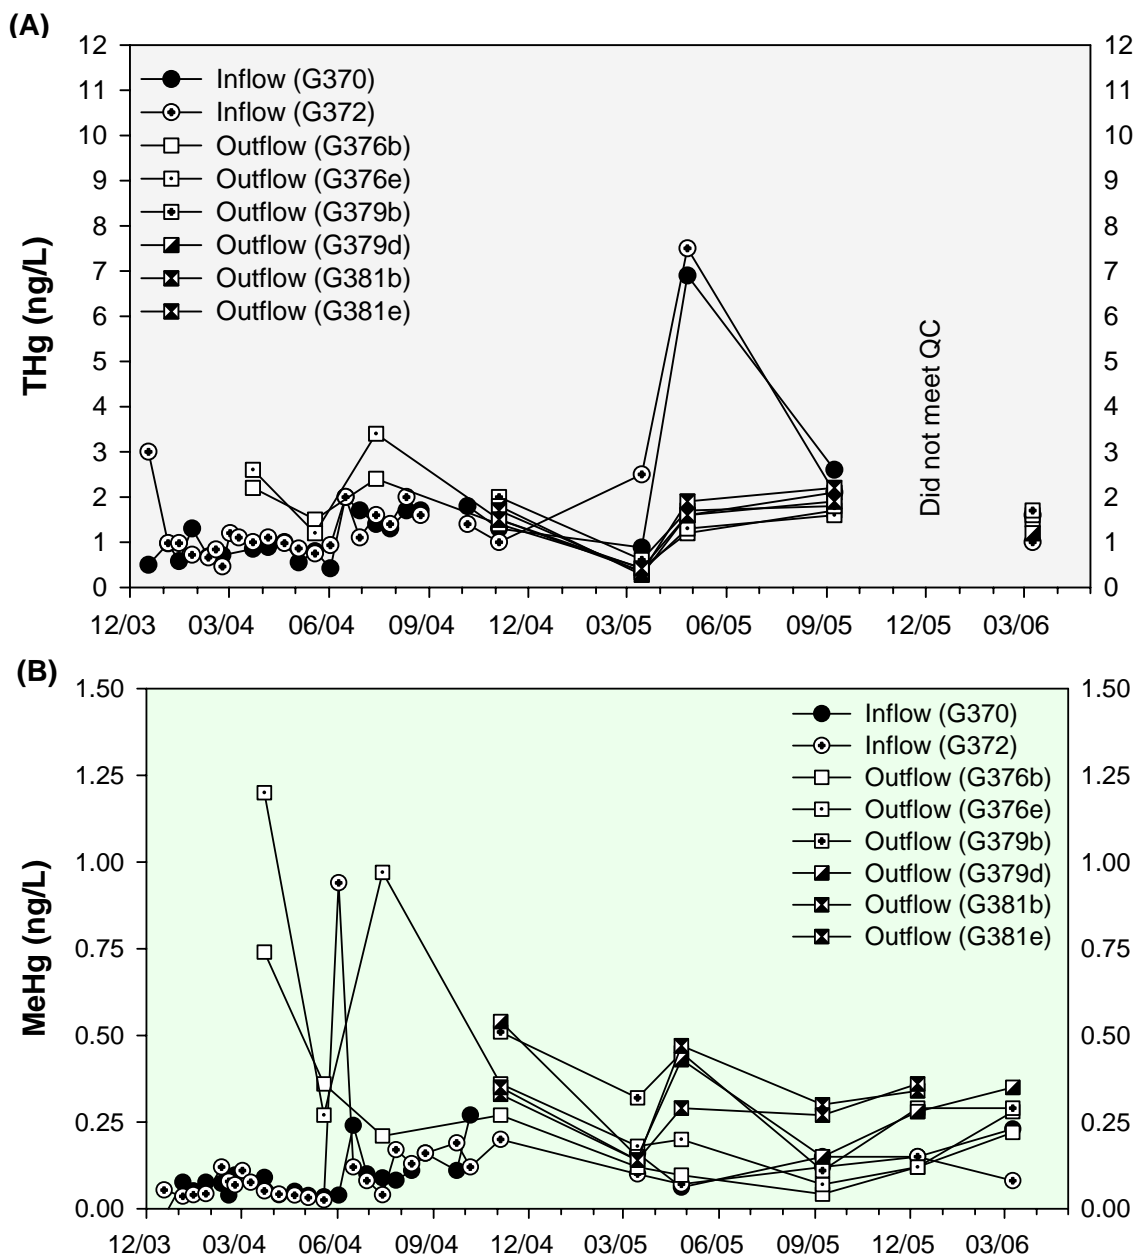 (A)
12 12
11 11
10 10
9 9
8 8
7 7
6 6
5 5
4 4
3 3
2 2
1 1
0 0
THg (ng/L)
Inflow (G370)
Inflow (G372)
Outflow (G376b)
Outflow (G376e)
Outflow (G379b)
Outflow (G379d)
Outflow (G381b)
Outflow (G381e)
Did not meet QC
12/03 03/04 06/04 09/04 12/04 03/05 06/05 09/05 12/05 03/06
(B)
1.50 1.50
1.25 1.25
1.00 1.00
0.75 0.75
0.50 0.50
0.25 0.25
0.00 0.00
MeHg (ng/L)
Inflow (G370)
Inflow (G372)
Outflow (G376b)
Outflow (G376e)
Outflow (G379b)
Outflow (G379d)
Outflow (G381b)
Outflow (G381e)
12/03 03/04 06/04 09/04 12/04 03/05 06/05 09/05 12/05 03/06